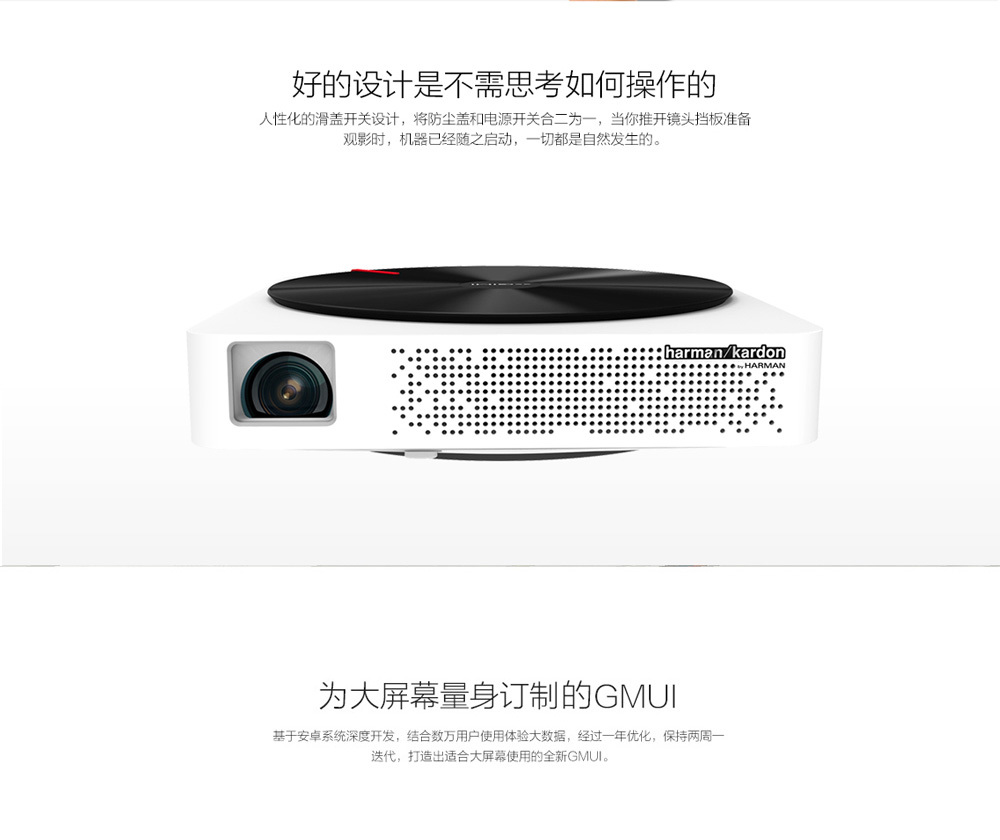 好的设计是不需思考如何操作的
人性化的滑盖开关设计，将防尘盖和电源开关合二为一，当你推开镜头挡板准备
观影时，机器已经随之启动，一切都是自然发生的。
harman/kardon
by HARMAN
为大屏幕量身订制的GMUI
基于安卓系统深度开发，结合数万用户使用体验大数据，经过一年优化，保持两周一
迭代，打造出适合大屏幕使用的全新GMUI。